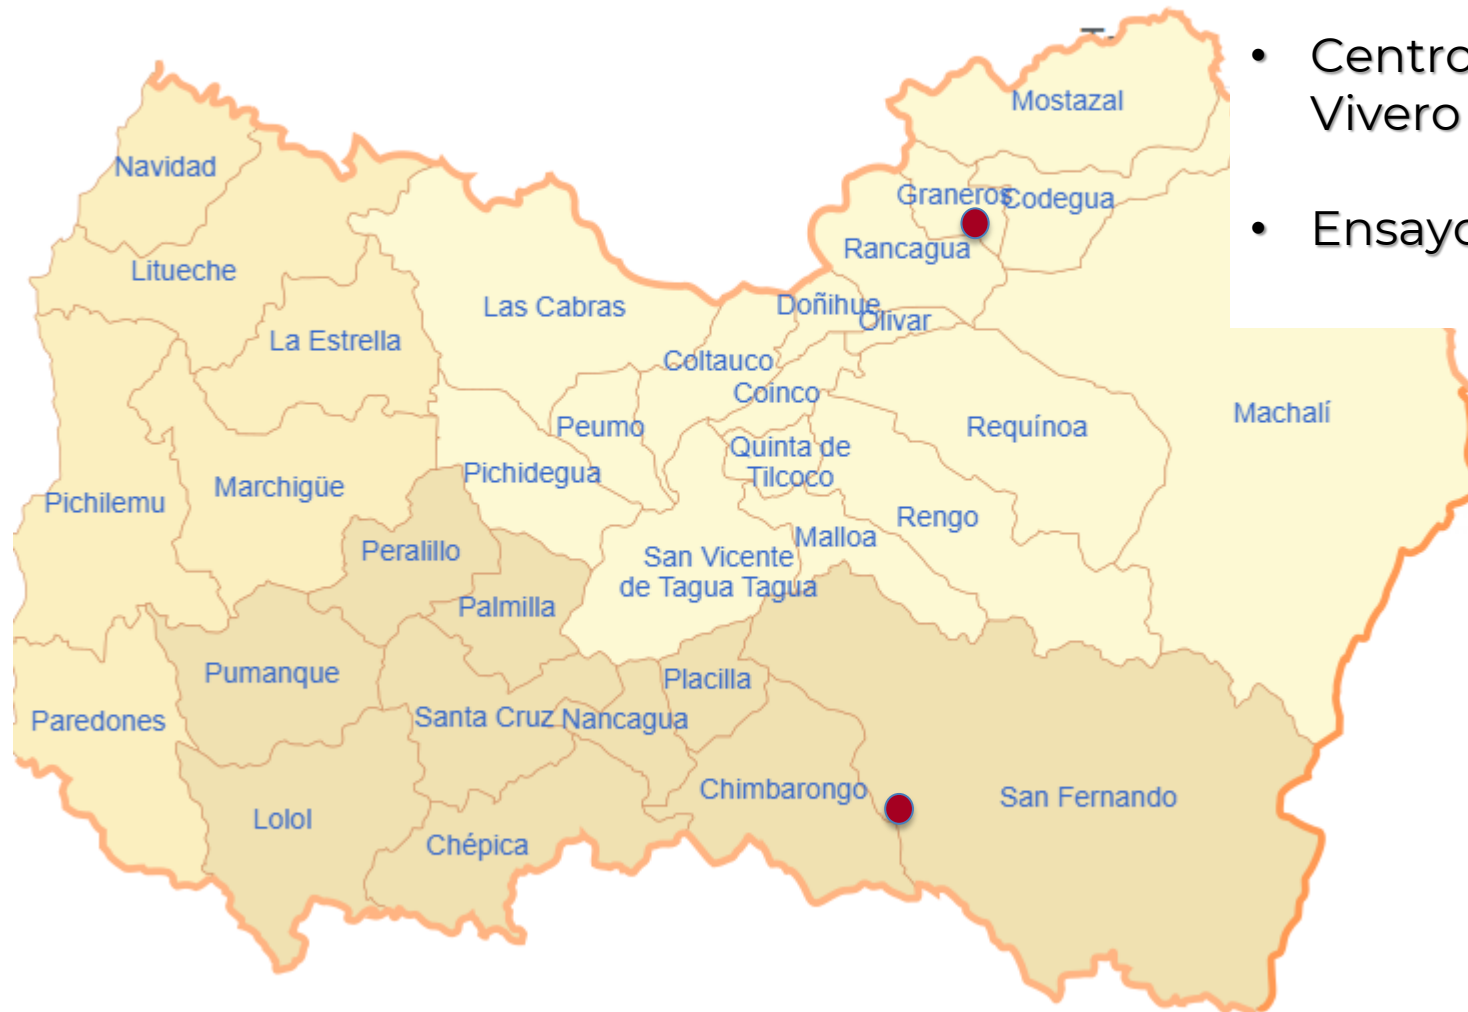 • Centro
Vivero
• Ensayo
Mostazal
Navidad
Graneros
Codegua
Rancagua
Litueche
Las Cabras
Doñihue
Olivar
La Estrella
Coltauco
Coinco
Machalí
Peumo
Requínoa
Quinta de
Tilcoco
Pichidegua
Marchigüe
Pichilemu
Rengo
Malloa
Peralillo
San Vicente
de Tagua Tagua
Palmilla
Pumanque
Placilla
Paredones
Santa Cruz
Nancagua
Chimbarongo
San Fernando
Lolol
Chépica